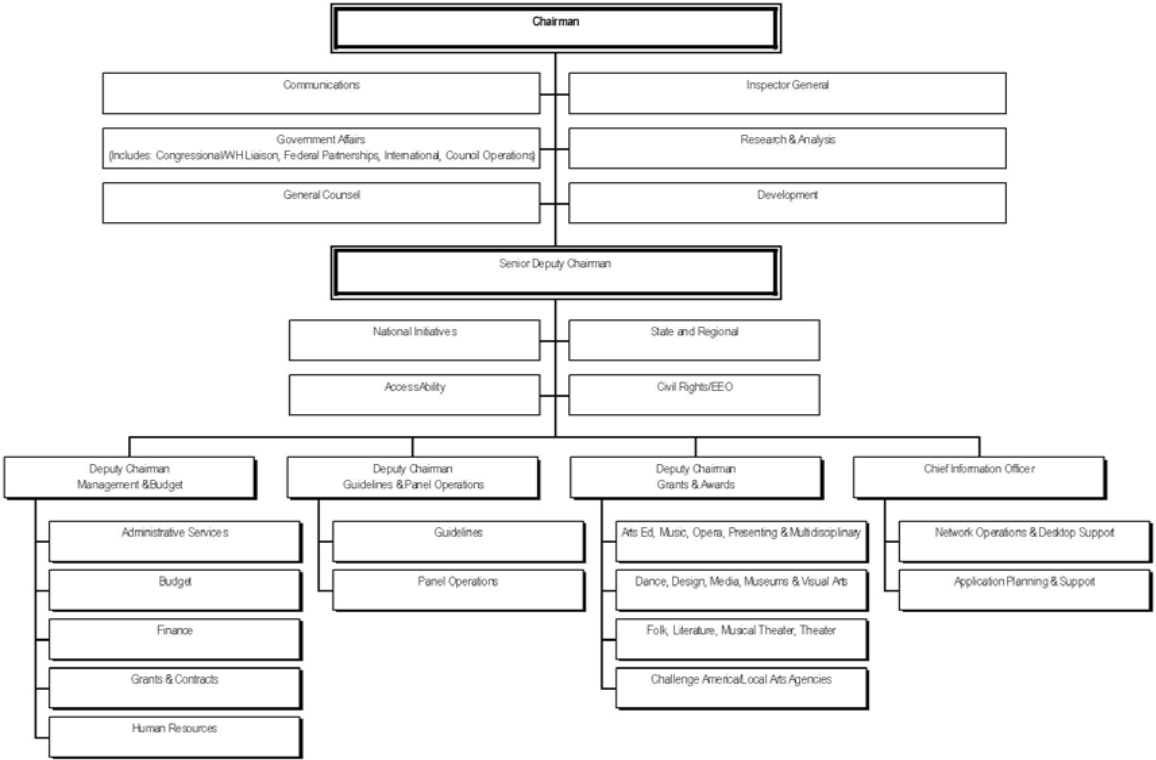 Chairman
Communications
Inspector General
Government Affairs
(Includes: Congressional/WH Liaison, Federal Partnerships, International, Council Operations)
Research & Analysis
General Counsel
Development
Senior Deputy Chairman
National Initiatives
State and Regional
AccessAbility
Civil Rights/EEO
Deputy Chairman
Management & Budget
Administrative Services
Budget
Finance
Grants & Contracts
Human Resources
Deputy Chairman
Guidelines & Panel Operations
Guidelines
Panel Operations
Deputy Chairman
Grants & Awards
Arts Ed, Music, Opera, Presenting & Multidisciplinary
Dance, Design, Media, Museums & Visual Arts
Folk, Literature, Musical Theater, Theater
Challenge America/Local Arts Agencies
Chief Information Officer
Network Operations & Desktop Support
Application Planning & Support